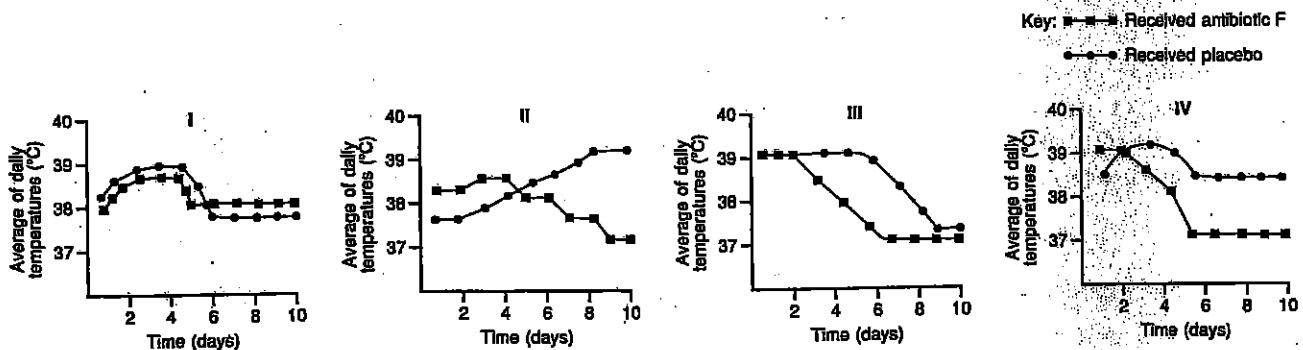 Key: Received antibiotic F
Received placebo
I
Average of daily
temperatures (°C)
40
39
38
37
2 4 6 8 10
Time (days)
II
Average of daily
temperatures (°C)
40
39
38
37
2 4 6 8 10
Time (days)
III
Average of daily
temperatures (°C)
40
39
38
37
2 4 6 8 10
Time (days)
IV
Average of daily
temperatures (°C)
40
39
38
37
2 4 6 8 10
Time (days)